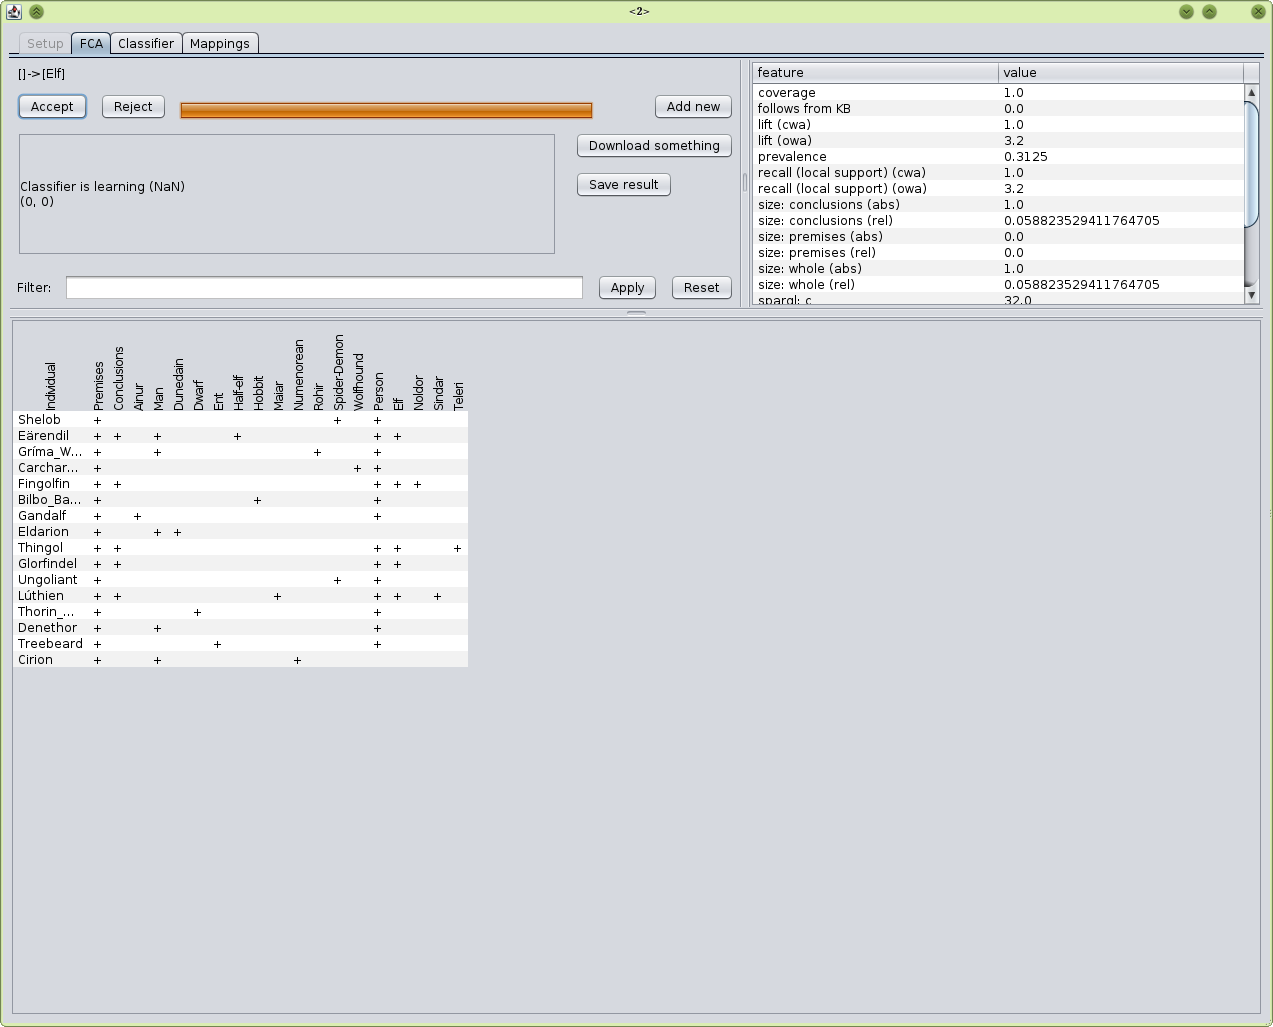 <2>
Setup FCA Classifier Mappings
[]->[Elf]
Accept Reject Add new
Download something
Classifier is learning (NaN)
(0, 0)
Save result
Filter: Apply Reset
feature value
coverage 1.0
follows from KB 0.0
lift (cwa) 1.0
lift (owa) 3.2
prevalence 0.3125
recall (local support) (cwa) 1.0
recall (local support) (owa) 3.2
size: conclusions (abs) 1.0
size: conclusions (rel) 0.058823529411764705
size: premises (abs) 0.0
size: premises (rel) 0.0
size: whole (abs) 1.0
size: whole (rel) 0.058823529411764705
sparql: c 32.0
Individual Premises Conclusions Ainur Man Dunedain Dwarf Ent Half-elf Hobbit Maiar Numenorean Rohir Spider-Demon Wolfhound Person Elf Noldor Sindar Teleri
Shelob + + +
Eärendil + + + + + +
Gríma_W... + + + +
Carchar... + + +
Fingolfin + + + + +
Bilbo_Ba... + + +
Gandalf + + +
Eldarion + + +
Thingol + + + + +
Glorfindel + + + +
Ungoliant + + +
Lúthien + + + + + +
Thorin_... + + +
Denethor + + +
Treebeard + + +
Cirion + + +